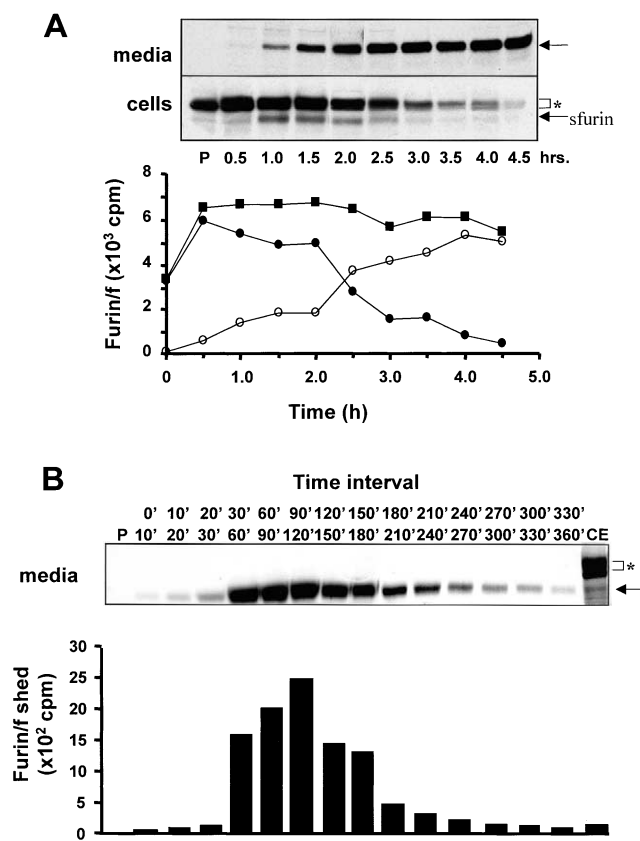 A
media
cells
*
sfurin
P 0.5 1.0 1.5 2.0 2.5 3.0 3.5 4.0 4.5 hrs.
Furin/f (x10³ cpm)
8
6
4
2
0
0 1.0 2.0 3.0 4.0 5.0
Time (h)
B
Time interval
0' 10' 20' 30' 60' 90' 120' 150' 180' 210' 240' 270' 300' 330'
P 10' 20' 30' 60' 90' 120' 150' 180' 210' 240' 270' 300' 330' 360' CE
media
*
Furin/f shed
(x10² cpm)
30
25
20
15
10
5
0